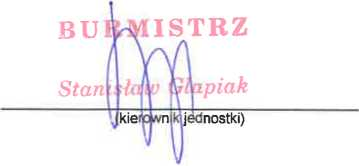 BURMISTRZ
Stanisław Glapiak
(kierownik jednostki)